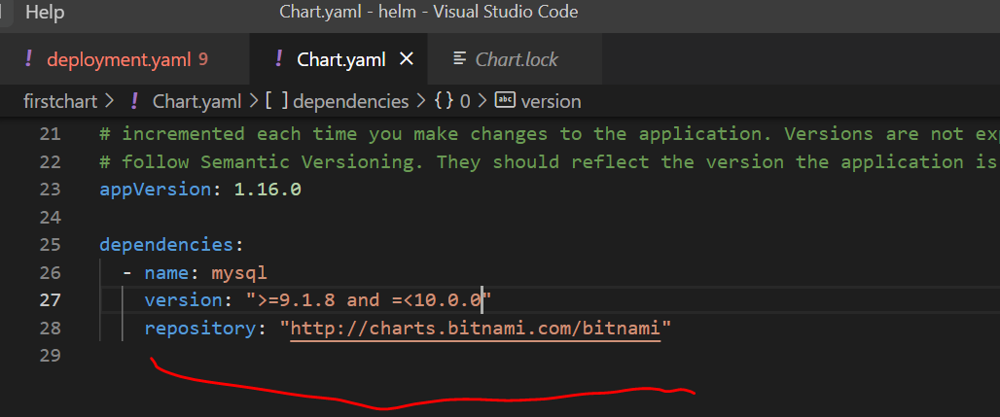 Help
Chart.yaml - helm - Visual Studio Code
! deployment.yaml 9
! Chart.yaml ×
Chart.lock
firstchart > ! Chart.yaml > [ ] dependencies > {} 0 > abc version
21 # incremented each time you make changes to the application. Versions are not
22 # follow Semantic Versioning. They should reflect the version the application is
23 appVersion: 1.16.0
24
25 dependencies:
26 - name: mysql
27 version: ">=9.1.8 and =<10.0.0"
28 repository: "http://charts.bitnami.com/bitnami"
29